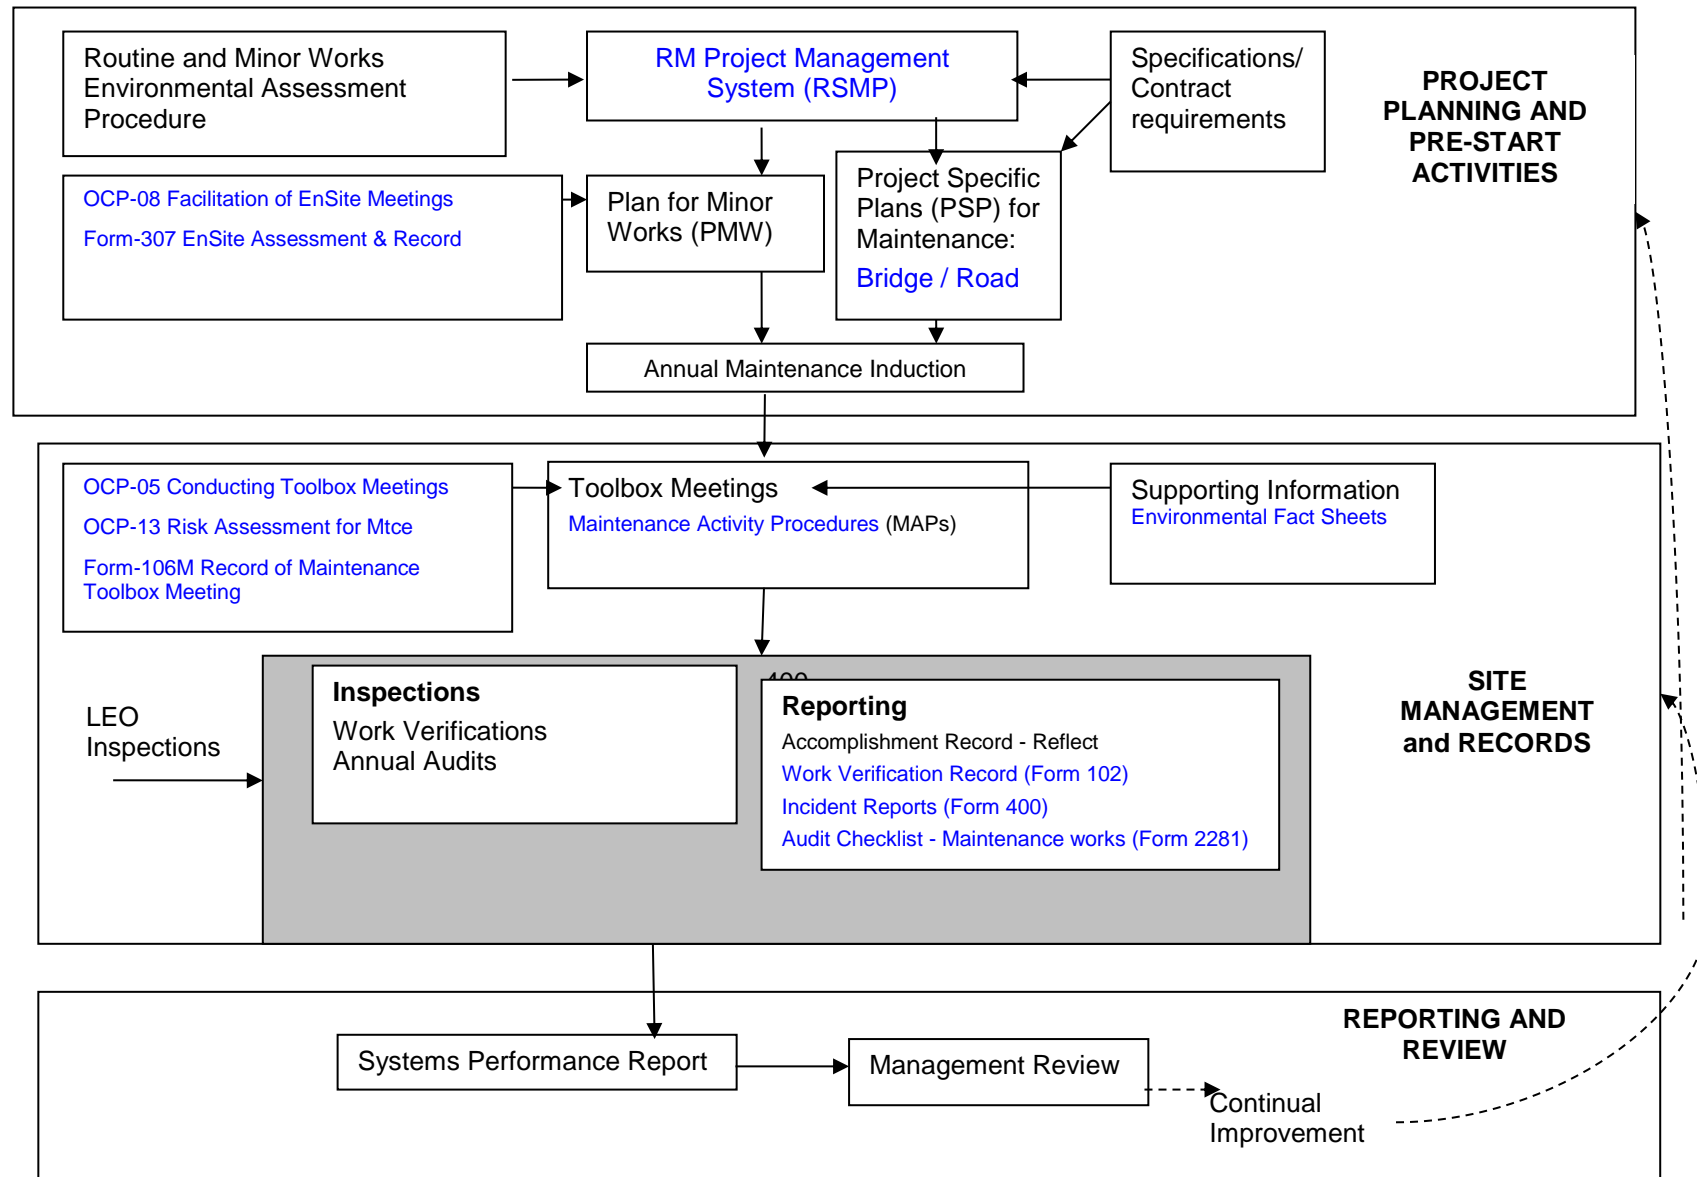 Routine and Minor Works
Environmental Assessment
Procedure
RM Project Management
System (RSMP)
Specifications/
Contract
requirements
PROJECT
PLANNING AND
PRE-START
ACTIVITIES
OCP-08 Facilitation of EnSite Meetings
Form-307 EnSite Assessment & Record
Plan for Minor
Works (PMW)
Project Specific
Plans (PSP) for
Maintenance:
Bridge / Road
Annual Maintenance Induction
OCP-05 Conducting Toolbox Meetings
OCP-13 Risk Assessment for Mtce
Form-106M Record of Maintenance
Toolbox Meeting
Toolbox Meetings
Maintenance Activity Procedures (MAPs)
Supporting Information
Environmental Fact Sheets
LEO
Inspections
Inspections
Work Verifications
Annual Audits
400
Reporting
Accomplishment Record - Reflect
Work Verification Record (Form 102)
Incident Reports (Form 400)
Audit Checklist - Maintenance works (Form 2281)
SITE
MANAGEMENT
and RECORDS
REPORTING AND
REVIEW
Systems Performance Report
Management Review
Continual
Improvement